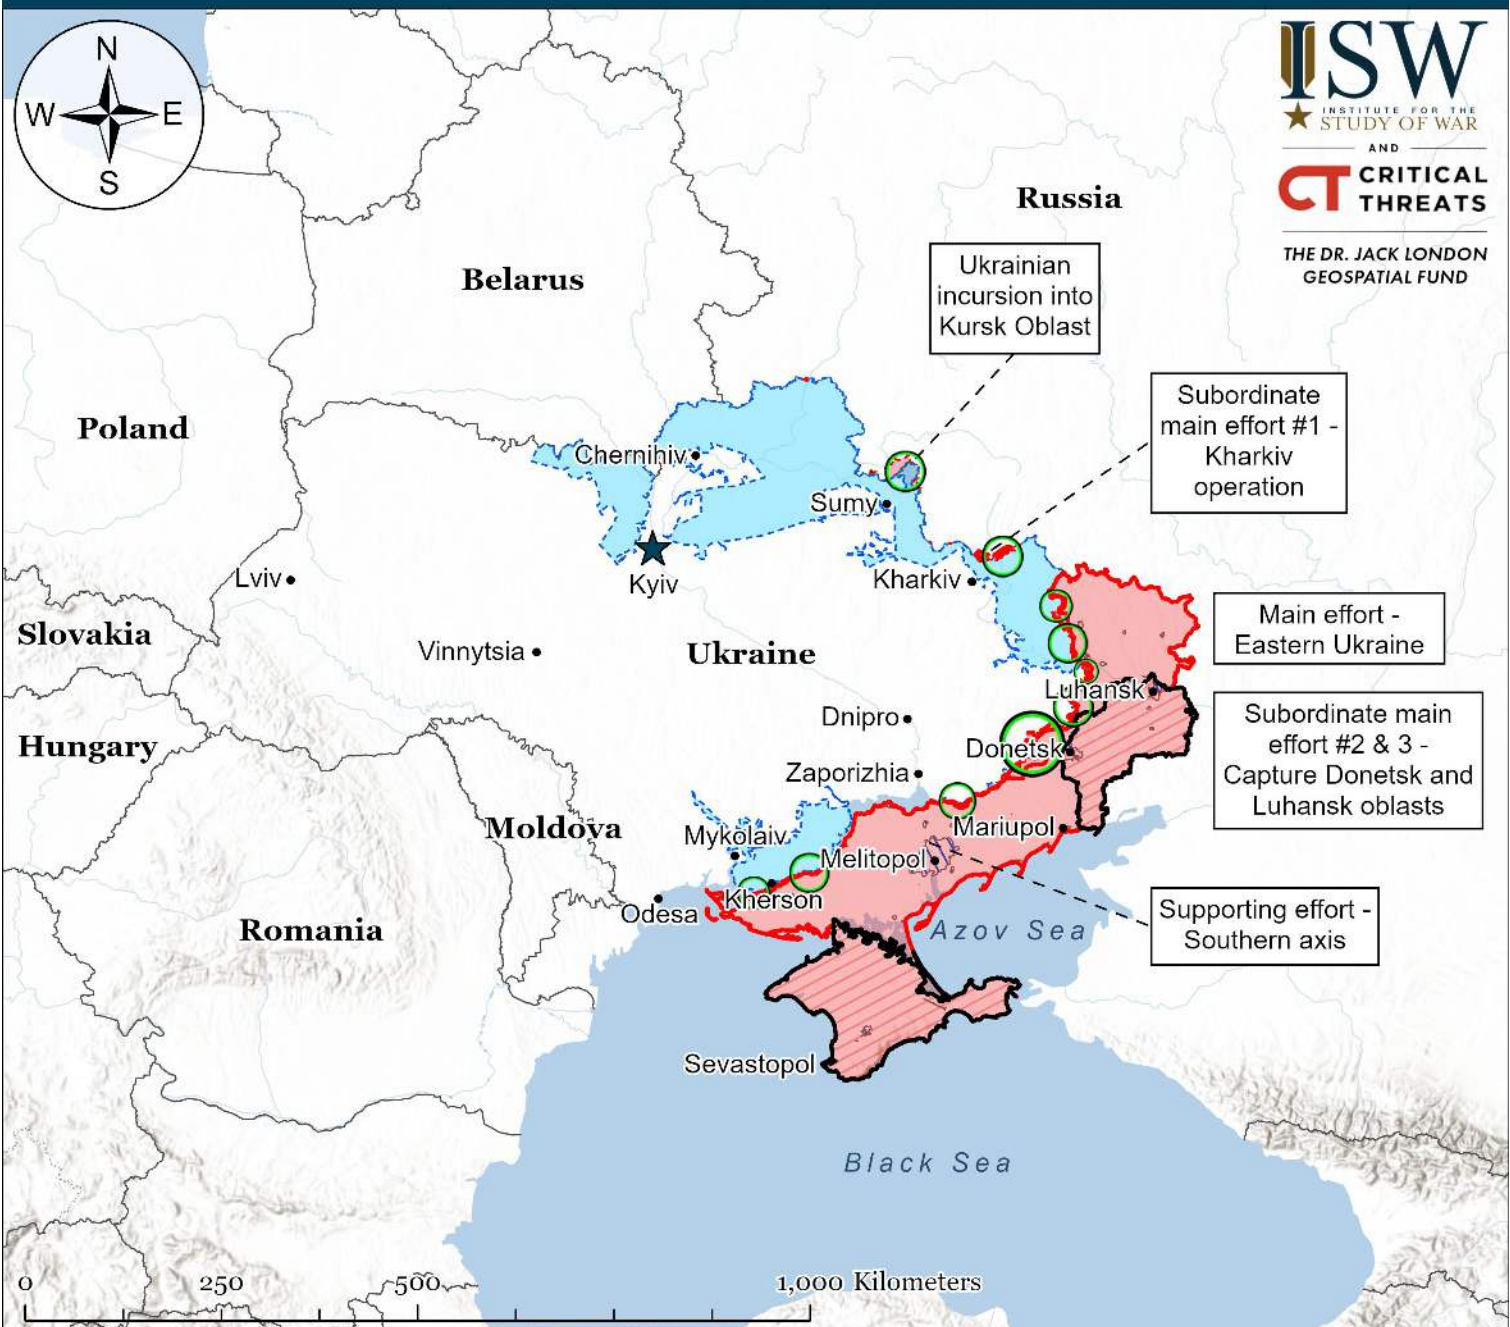 N
W E
S
ISW
INSTITUTE FOR THE
STUDY OF WAR
AND
CT CRITICAL
THREATS
THE DR. JACK LONDON
GEOSPATIAL FUND
Russia
Ukrainian
incursion into
Kursk Oblast
Belarus
Subordinate
main effort #1 -
Kharkiv
operation
Poland
Chernihiv
Sumy
Lviv
Kyiv
Kharkiv
Main effort -
Eastern Ukraine
Slovakia
Vinnytsia
Ukraine
Luhansk
Subordinate main
effort #2 & 3 -
Capture Donetsk and
Luhansk oblasts
Dnipro
Hungary
Donetsk
Zaporizhia
Moldova
Mykolaiv
Mariupol
Melitopol
Kherson
Odesa
Supporting effort -
Southern axis
Romania
Azov Sea
Sevastopol
Black Sea
0 250 500 1,000 Kilometers